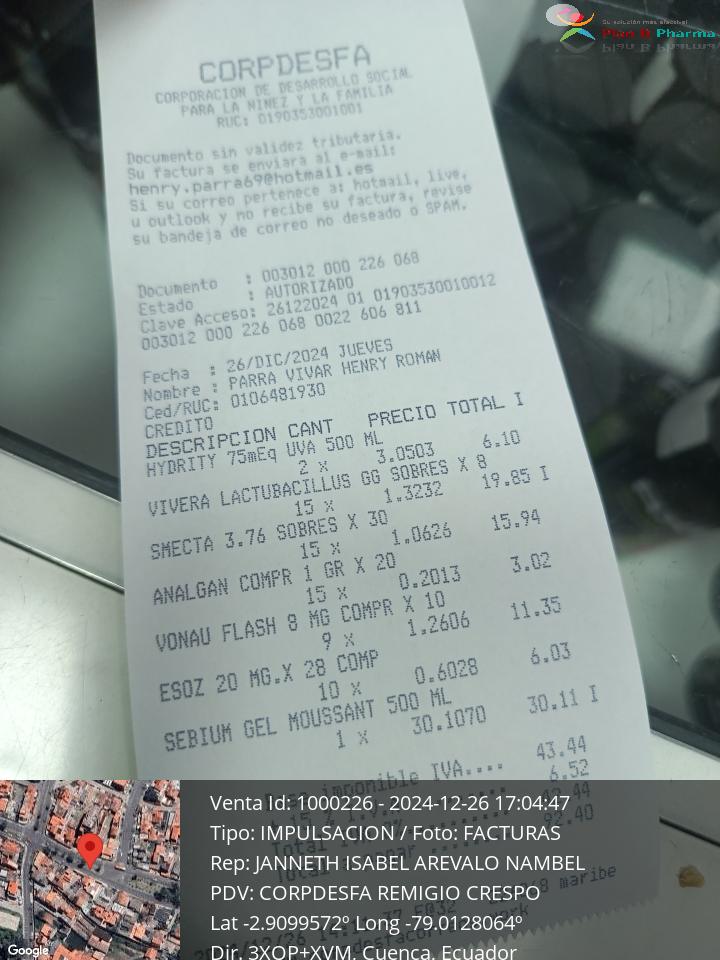 Su solución más asequible
Plan B Pharma
CORPDESFA
CORPORACION DE DESARROLLO SOCIAL
PARA LA NINEZ Y LA FAMILIA
RUC: 0190353001001
Documento sin validez tributaria.
Su factura se enviara al e-mail:
henry.parra69@hotmail.es
Si su correo pertenece a: hotmail, live,
u outlook y no recibe su factura, revise
su bandeja de correo no deseado o SPAM.
Documento : 003012 000 226 068
Estado : AUTORIZADO
Clave Acceso: 26122024 01 01903530010012
003012 000 226 068 0022 606 811
Fecha : 26/DIC/2024 JUEVES
Nombre : PARRA VIVAR HENRY ROMAN
Ced/RUC: 0106481930
CREDITO
DESCRIPCION CANT PRECIO TOTAL I
HYDRITY 75mEq UVA 500 ML
2 x 3.0503 6.10
VIVERA LACTUBACILLUS GG SOBRES X 8
15 x 1.3232 19.85 I
SMECTA 3.76 SOBRES X 30
15 x 1.0626 15.94
ANALGAN COMPR 1 GR X 20
15 x 0.2013 3.02
VONAU FLASH 8 MG COMPR X 10
9 x 1.2606 11.35
ESOZ 20 MG.X 28 COMP
10 x 0.6028 6.03
SEBIUM GEL MOUSSANT 500 ML
1 x 30.1070 30.11 I
imponible IVA.... 43.44
6.52
Venta Id: 1000226 - 2024-12-26 17:04:47
Tipo: IMPULSACION / Foto: FACTURAS
Rep: JANNETH ISABEL AREVALO NAMBEL
PDV: CORPDESFA REMIGIO CRESPO
Lat -2.9099572º Long -79.0128064º
Dir. 3XQP+XVM, Cuenca, Ecuador
Google